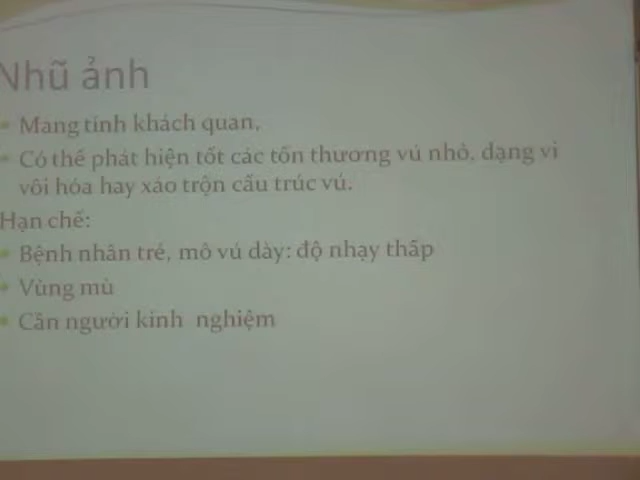 Nhũ ảnh
Mang tính khách quan,
Có thể phát hiện tốt các tổn thương vú nhỏ, dạng vi
vôi hóa hay xáo trộn cấu trúc vú.
Hạn chế:
Bệnh nhân trẻ, mô vú dày: độ nhạy thấp
Vùng mù
Cần người kinh nghiệm